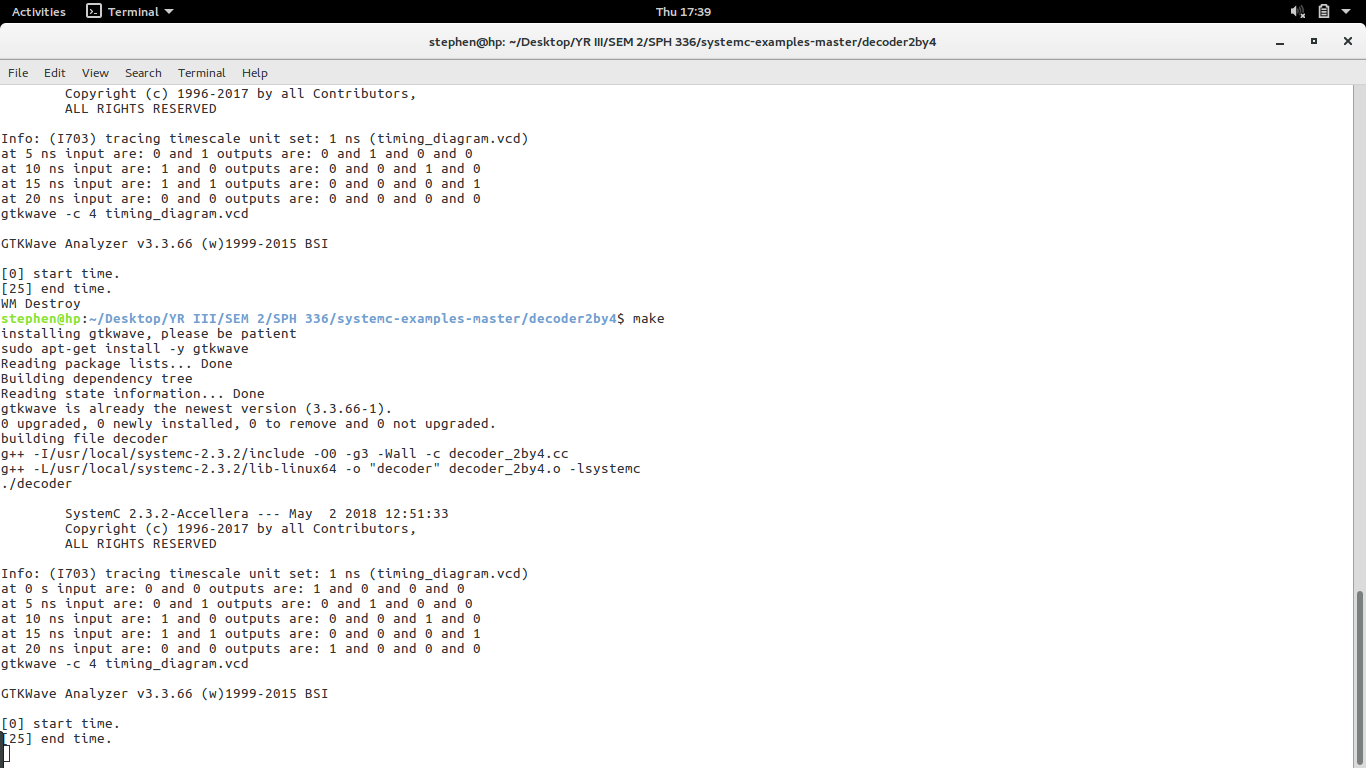 Activities Terminal Thu 17:39
stephen@hp: ~/Desktop/YR III/SEM 2/SPH 336/systemc-examples-master/decoder2by4
File Edit View Search Terminal Help
Copyright (c) 1996-2017 by all Contributors,
ALL RIGHTS RESERVED
Info: (I703) tracing timescale unit set: 1 ns (timing_diagram.vcd)
at 5 ns input are: 0 and 1 outputs are: 0 and 1 and 0 and 0
at 10 ns input are: 1 and 0 outputs are: 0 and 0 and 1 and 0
at 15 ns input are: 1 and 1 outputs are: 0 and 0 and 0 and 1
at 20 ns input are: 0 and 0 outputs are: 0 and 0 and 0 and 0
gtkwave -c 4 timing_diagram.vcd
GTKWave Analyzer v3.3.66 (w)1999-2015 BSI
[0] start time.
[25] end time.
WM Destroy
stephen@hp:~/Desktop/YR III/SEM 2/SPH 336/systemc-examples-master/decoder2by4$ make
installing gtkwave, please be patient
sudo apt-get install -y gtkwave
Reading package lists... Done
Building dependency tree
Reading state information... Done
gtkwave is already the newest version (3.3.66-1).
0 upgraded, 0 newly installed, 0 to remove and 0 not upgraded.
building file decoder
g++ -I/usr/local/systemc-2.3.2/include -O0 -g3 -Wall -c decoder_2by4.cc
g++ -L/usr/local/systemc-2.3.2/lib-linux64 -o "decoder" decoder_2by4.o -lsystemc
./decoder
SystemC 2.3.2-Accellera --- May  2 2018 12:51:33
Copyright (c) 1996-2017 by all Contributors,
ALL RIGHTS RESERVED
Info: (I703) tracing timescale unit set: 1 ns (timing_diagram.vcd)
at 0 s input are: 0 and 0 outputs are: 1 and 0 and 0 and 0
at 5 ns input are: 0 and 1 outputs are: 0 and 1 and 0 and 0
at 10 ns input are: 1 and 0 outputs are: 0 and 0 and 1 and 0
at 15 ns input are: 1 and 1 outputs are: 0 and 0 and 0 and 1
at 20 ns input are: 0 and 0 outputs are: 1 and 0 and 0 and 0
gtkwave -c 4 timing_diagram.vcd
GTKWave Analyzer v3.3.66 (w)1999-2015 BSI
[0] start time.
[25] end time.